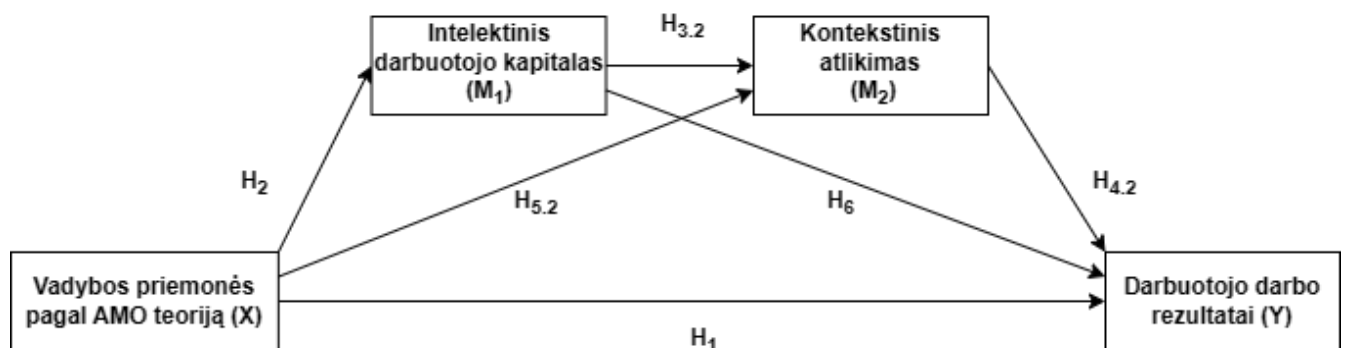 Intelektinis
darbuotojo kapitalas
(M₁)
H₃.₂
Kontekstinis
atlikimas
(M₂)
H₂
H₅.₂
H₆
H₄.₂
Vadybos priemonės
pagal AMO teoriją (X)
Darbuotojo darbo
rezultatai (Y)
H₁